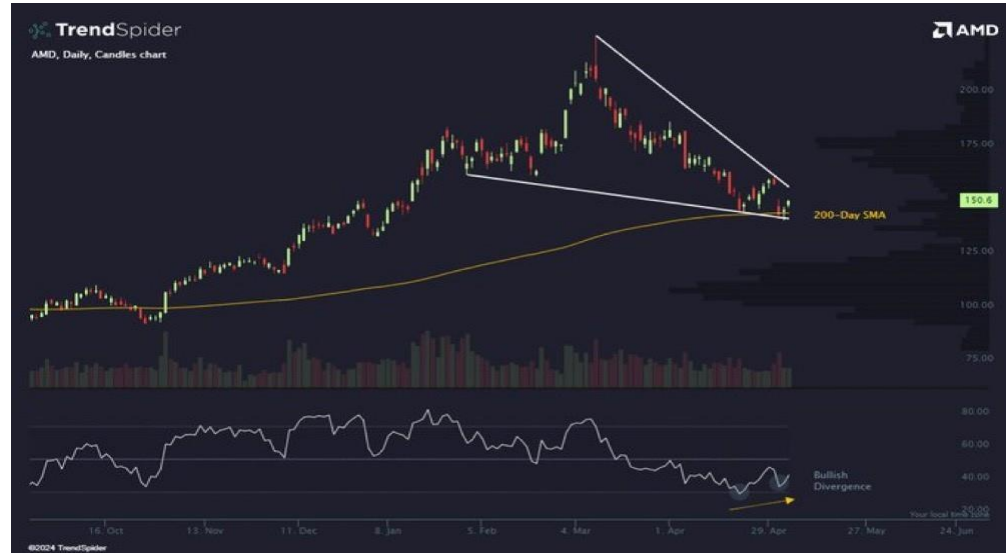 TrendSpider
AMD
AMD, Daily, Candles chart
200.00
175.00
150.6
200-Day SMA
125.00
100.00
75.00
80.00
60.00
40.00
Bullish
Divergence
20.00
Your local time zone
16. Oct 13. Nov 11. Dec 8. Jan 5. Feb 4. Mar 1. Apr 29. Apr 27. May 24. Jun
©2024 TrendSpider